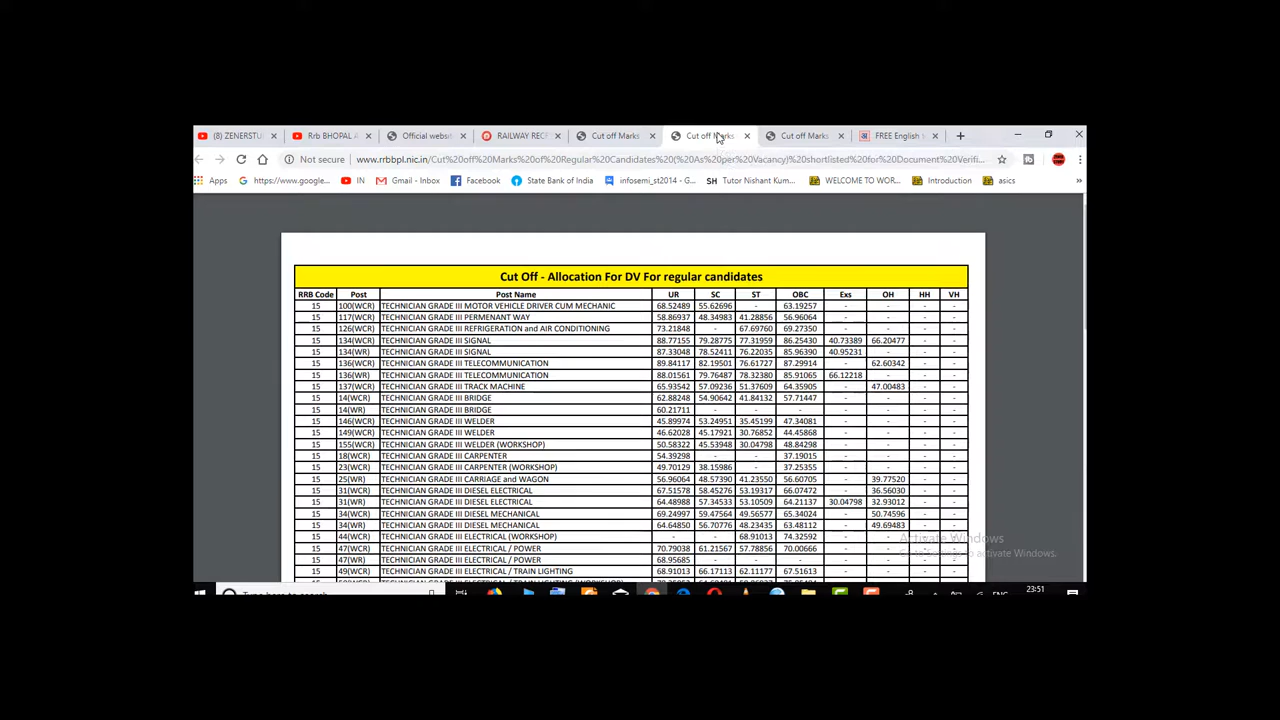 (8) ZENERSTU
Rrb BHOPAL A
Official websit
RAILWAY RECR
Cut off Marks
Cut off Marks
Cut off Marks
FREE English
Not secure
www.rrbbpl.nic.in/Cut%20off%20Marks%20of%20Regular%20Candidates%20(%20As%20per%20Vacancy)%20shortlisted%20for%20Document%20Verifi...
Apps
https://www.google...
IN
Gmail - Inbox
Facebook
State Bank of India
infosemi_st2014 - G...
SH Tutor Nishant Kum...
WELCOME TO WOR...
Introduction
asics
»
Cut Off - Allocation For DV For regular candidates
RRB Code Post Post Name UR SC ST OBC Exs OH HH VH
15 100(WCR) TECHNICIAN GRADE III MOTOR VEHICLE DRIVER CUM MECHANIC 68.52489 55.62696 - 63.19257 - - - -
15 117(WCR) TECHNICIAN GRADE III PERMENANT WAY 58.86937 48.34983 41.28856 56.96064 - - - -
15 126(WCR) TECHNICIAN GRADE III REFRIGERATION and AIR CONDITIONING 73.21848 - 67.69760 69.27350 - - - -
15 134(WCR) TECHNICIAN GRADE III SIGNAL 88.77155 79.28775 77.31959 86.25430 40.73389 66.20477 - -
15 134(WR) TECHNICIAN GRADE III SIGNAL 87.33048 78.52411 76.22035 85.96390 40.95231 - - -
15 136(WCR) TECHNICIAN GRADE III TELECOMMUNICATION 89.84117 82.19501 76.61727 87.29914 - 62.60342 - -
15 136(WR) TECHNICIAN GRADE III TELECOMMUNICATION 88.01561 79.76487 78.32380 85.91065 66.12218 - - -
15 137(WCR) TECHNICIAN GRADE III TRACK MACHINE 65.93542 57.09236 51.37609 64.35905 - 47.00483 - -
15 14(WCR) TECHNICIAN GRADE III BRIDGE 62.88248 54.90642 41.84132 57.71447 - - - -
15 14(WR) TECHNICIAN GRADE III BRIDGE 60.21711 - - - - - - -
15 146(WCR) TECHNICIAN GRADE III WELDER 45.89974 53.24951 35.45199 47.34081 - - - -
15 149(WCR) TECHNICIAN GRADE III WELDER 46.62028 45.17921 30.76852 44.45868 - - - -
15 155(WCR) TECHNICIAN GRADE III WELDER (WORKSHOP) 50.58322 45.53948 30.04798 48.84298 - - - -
15 18(WCR) TECHNICIAN GRADE III CARPENTER 54.39298 - - 37.19015 - - - -
15 23(WCR) TECHNICIAN GRADE III CARPENTER (WORKSHOP) 49.70129 38.15986 - 37.25355 - - - -
15 25(WR) TECHNICIAN GRADE III CARRIAGE and WAGON 56.96064 48.57390 41.23550 56.60705 - 39.77520 - -
15 31(WCR) TECHNICIAN GRADE III DIESEL ELECTRICAL 67.51578 58.45276 53.19317 66.07472 - 36.56030 - -
15 31(WR) TECHNICIAN GRADE III DIESEL ELECTRICAL 64.48988 57.34533 53.10509 64.21137 30.04798 32.93012 - -
15 34(WCR) TECHNICIAN GRADE III DIESEL MECHANICAL 69.24997 59.47564 49.56577 65.34024 - 50.74596 - -
15 34(WR) TECHNICIAN GRADE III DIESEL MECHANICAL 64.64850 56.70776 48.23435 63.48112 - 49.69483 - -
15 44(WCR) TECHNICIAN GRADE III ELECTRICAL (WORKSHOP) - - 68.91013 74.32592 - - - -
15 47(WCR) TECHNICIAN GRADE III ELECTRICAL / POWER 70.79038 61.21567 57.78856 70.00666 - - - -
15 47(WR) TECHNICIAN GRADE III ELECTRICAL / POWER 68.95685 - - - - - - -
15 49(WCR) TECHNICIAN GRADE III ELECTRICAL / TRAIN LIGHTING 68.91013 66.17113 62.11177 67.51613 - - - -
Activate Windows
Go to Settings to activate Windows.
Type here to search
ENG
23:51